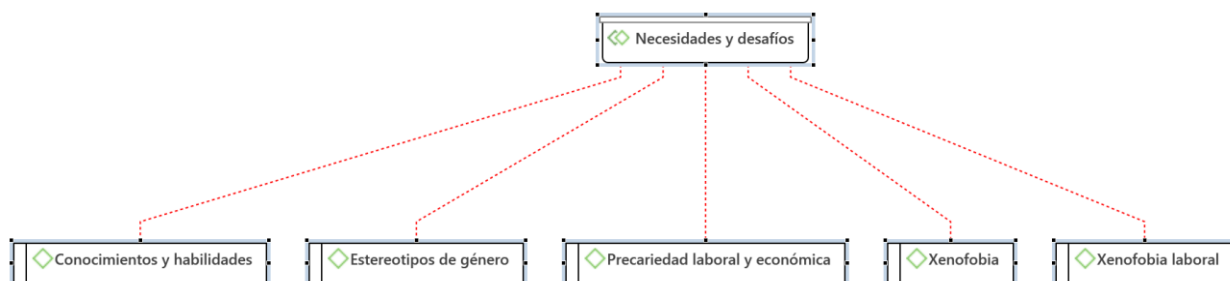 Necesidades y desafíos
Conocimientos y habilidades
Estereotipos de género
Precariedad laboral y económica
Xenofobia
Xenofobia laboral